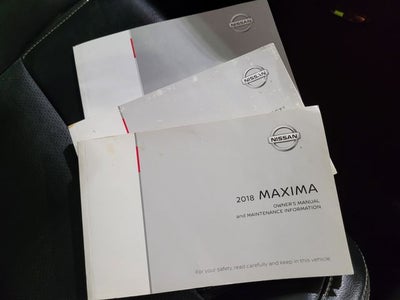 NISSAN
NISSAN
NISSAN
2018 MAXIMA
OWNER'S MANUAL
and MAINTENANCE INFORMATION
For your safety, read carefully and keep in this vehicle.